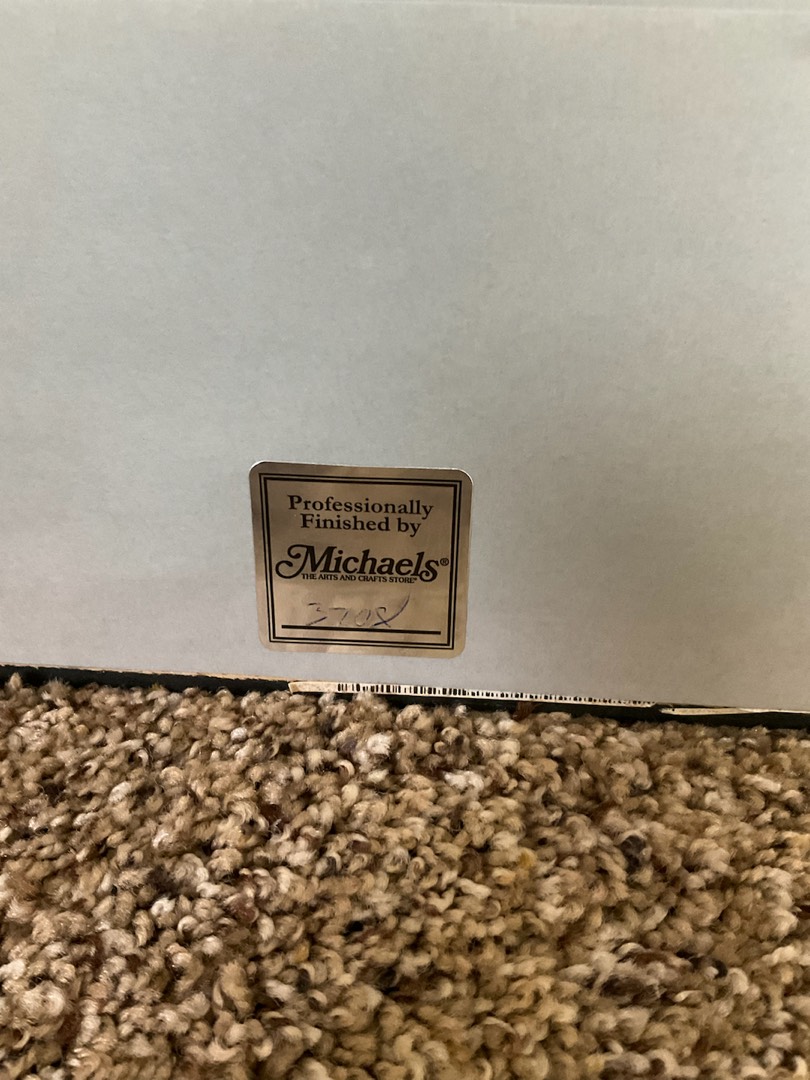 Professionally
Finished by
Michaels®
THE ARTS AND CRAFTS STORE®
3708